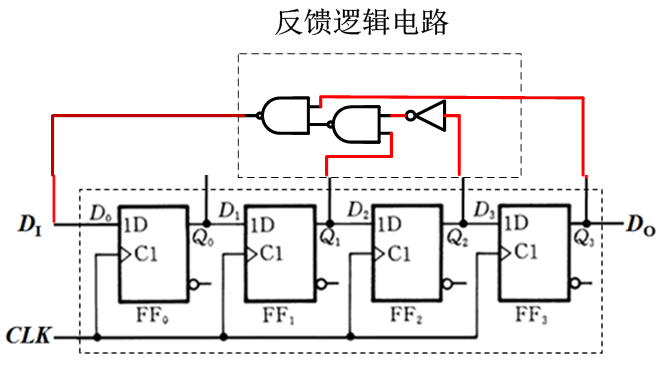 反馈逻辑电路
D₀ D₁ D₂ D₃
D_I 1D Q₀ 1D Q₁ 1D Q₂ 1D Q₃ D_O
C1 C1 C1 C1
FF₀ FF₁ FF₂ FF₃
CLK